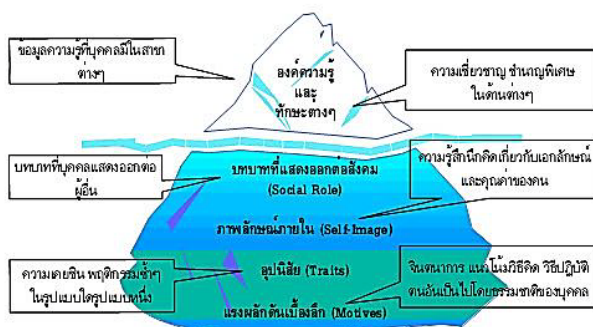 ข้อมูลความรู้ที่บุคคลมีในสาขา
ต่างๆ
องค์ความรู้
และ
ทักษะต่างๆ
ความเชี่ยวชาญ ชำนาญพิเศษ
ในด้านต่างๆ
บทบาทที่บุคคลแสดงออกต่อ
ผู้อื่น
บทบาทที่แสดงออกต่อสังคม
(Social Role)
ความรู้สึกนึกคิดเกี่ยวกับเอกลักษณ์
และคุณค่าของคน
ภาพลักษณ์ภายใน (Self-Image)
ความเคยชิน พฤติกรรมซ้ำๆ
ในรูปแบบใดรูปแบบหนึ่ง
อุปนิสัย (Traits)
จินตนาการ แนวโน้มวิธีคิด วิธีปฏิบัติ
ตนอันเป็นไปโดยธรรมชาติของบุคคล
แรงผลักดันเบื้องลึก (Motives)